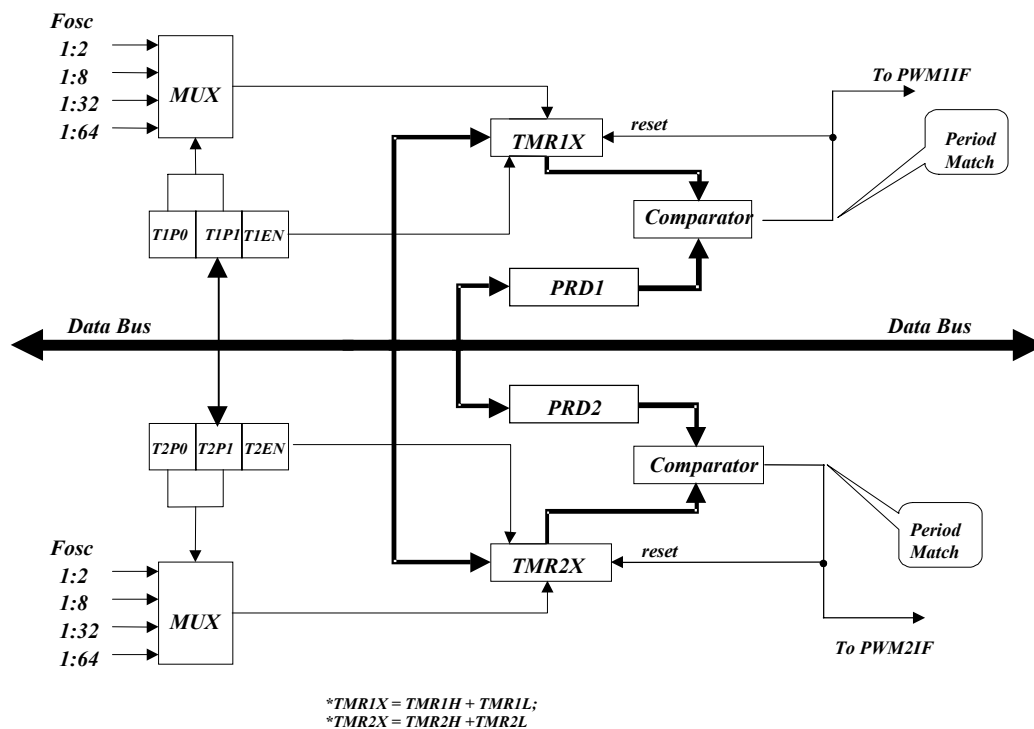 Fosc
1:2
1:8
1:32
1:64
MUX
To PWM1IF
reset
TMR1X
Period
Match
Comparator
T1P0 T1P1 T1EN
PRD1
Data Bus
Data Bus
PRD2
T2P0 T2P1 T2EN
Comparator
Period
Match
Fosc
1:2
1:8
1:32
1:64
MUX
reset
TMR2X
To PWM2IF
*TMR1X = TMR1H + TMR1L;
*TMR2X = TMR2H +TMR2L